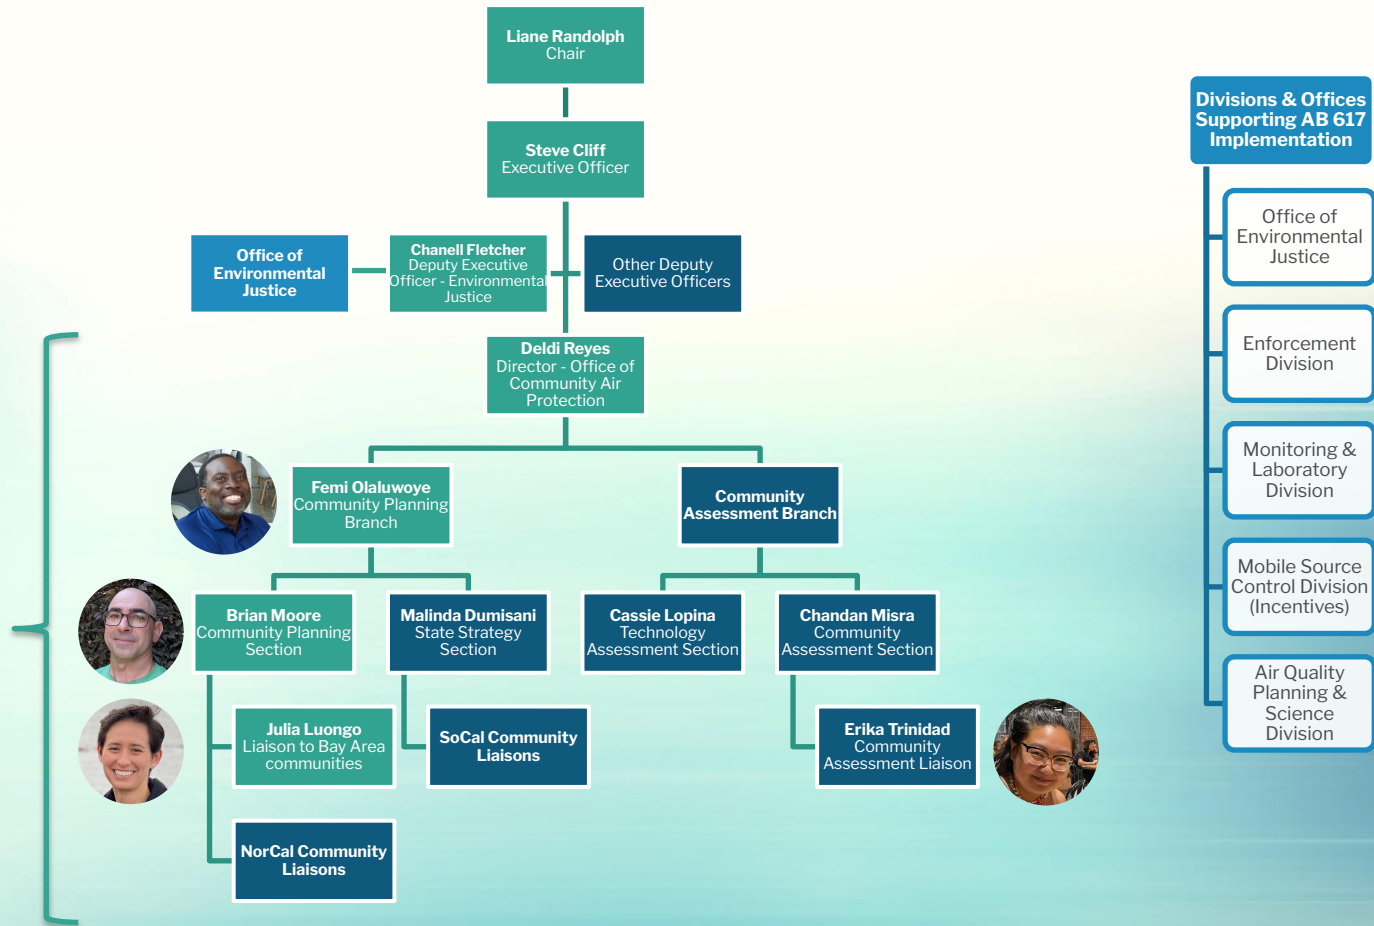 Liane Randolph
Chair
Steve Cliff
Executive Officer
Office of
Environmental
Justice
Chanell Fletcher
Deputy Executive
Officer - Environmental
Justice
Other Deputy
Executive Officers
Deldi Reyes
Director - Office of
Community Air
Protection
Femi Olaluwoye
Community Planning
Branch
Community
Assessment Branch
Brian Moore
Community Planning
Section
Malinda Dumisani
State Strategy
Section
Cassie Lopina
Technology
Assessment Section
Chandan Misra
Community
Assessment Section
Julia Luongo
Liaison to Bay Area
communities
SoCal Community
Liaisons
Erika Trinidad
Community
Assessment Liaison
NorCal Community
Liaisons
Divisions & Offices
Supporting AB 617
Implementation
Office of
Environmental
Justice
Enforcement
Division
Monitoring &
Laboratory
Division
Mobile Source
Control Division
(Incentives)
Air Quality
Planning &
Science
Division